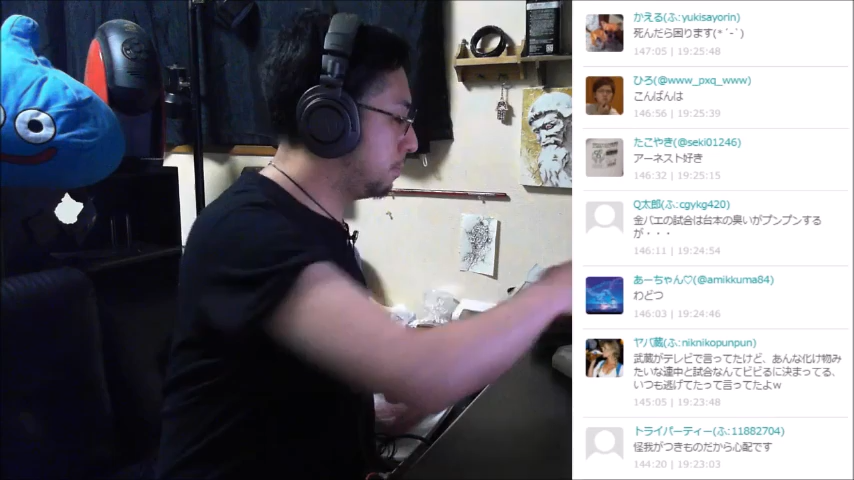 かえる(ふ:yukisayorin)
死んだら困ります(*´-`)
147:05 | 19:25:48
ひろ(@www_pxq_www)
こんばんは
146:56 | 19:25:39
たこやき(@seki01246)
アーネスト好き
146:32 | 19:25:15
Q太郎(ふ:cgykg420)
金バエの試合は台本の臭いがプンプンする
が・・・
146:11 | 19:24:54
あーちゃん♡(@amikkuma84)
わどつ
146:03 | 19:24:46
ヤバ蔵(ふ:niknikopunpun)
武蔵がテレビで言ってたけど、あんな化け物み
たいな連中と試合なんてビビるに決まってる、
いつも逃げてたって言ってたよw
145:05 | 19:23:48
トライパーティー(ふ:11882704)
怪我がつきものだから心配です
144:20 | 19:23:03